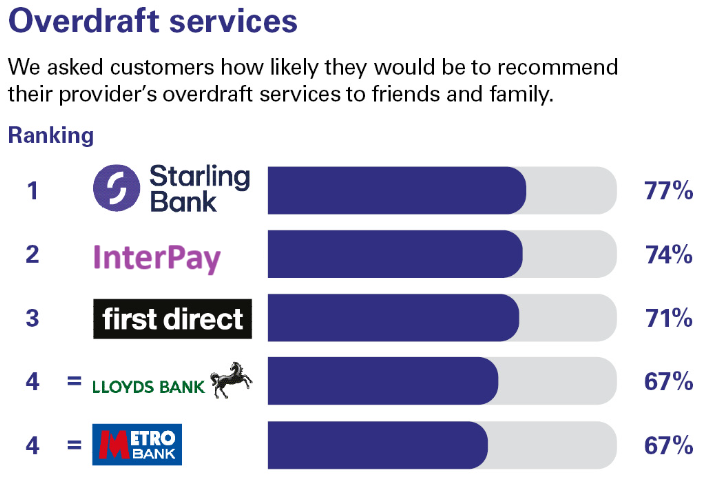 Overdraft services
We asked customers how likely they would be to recommend
their provider's overdraft services to friends and family.
Ranking
1 Starling Bank 77%
2 InterPay 74%
3 first direct 71%
4 = LLOYDS BANK 67%
4 = METRO BANK 67%